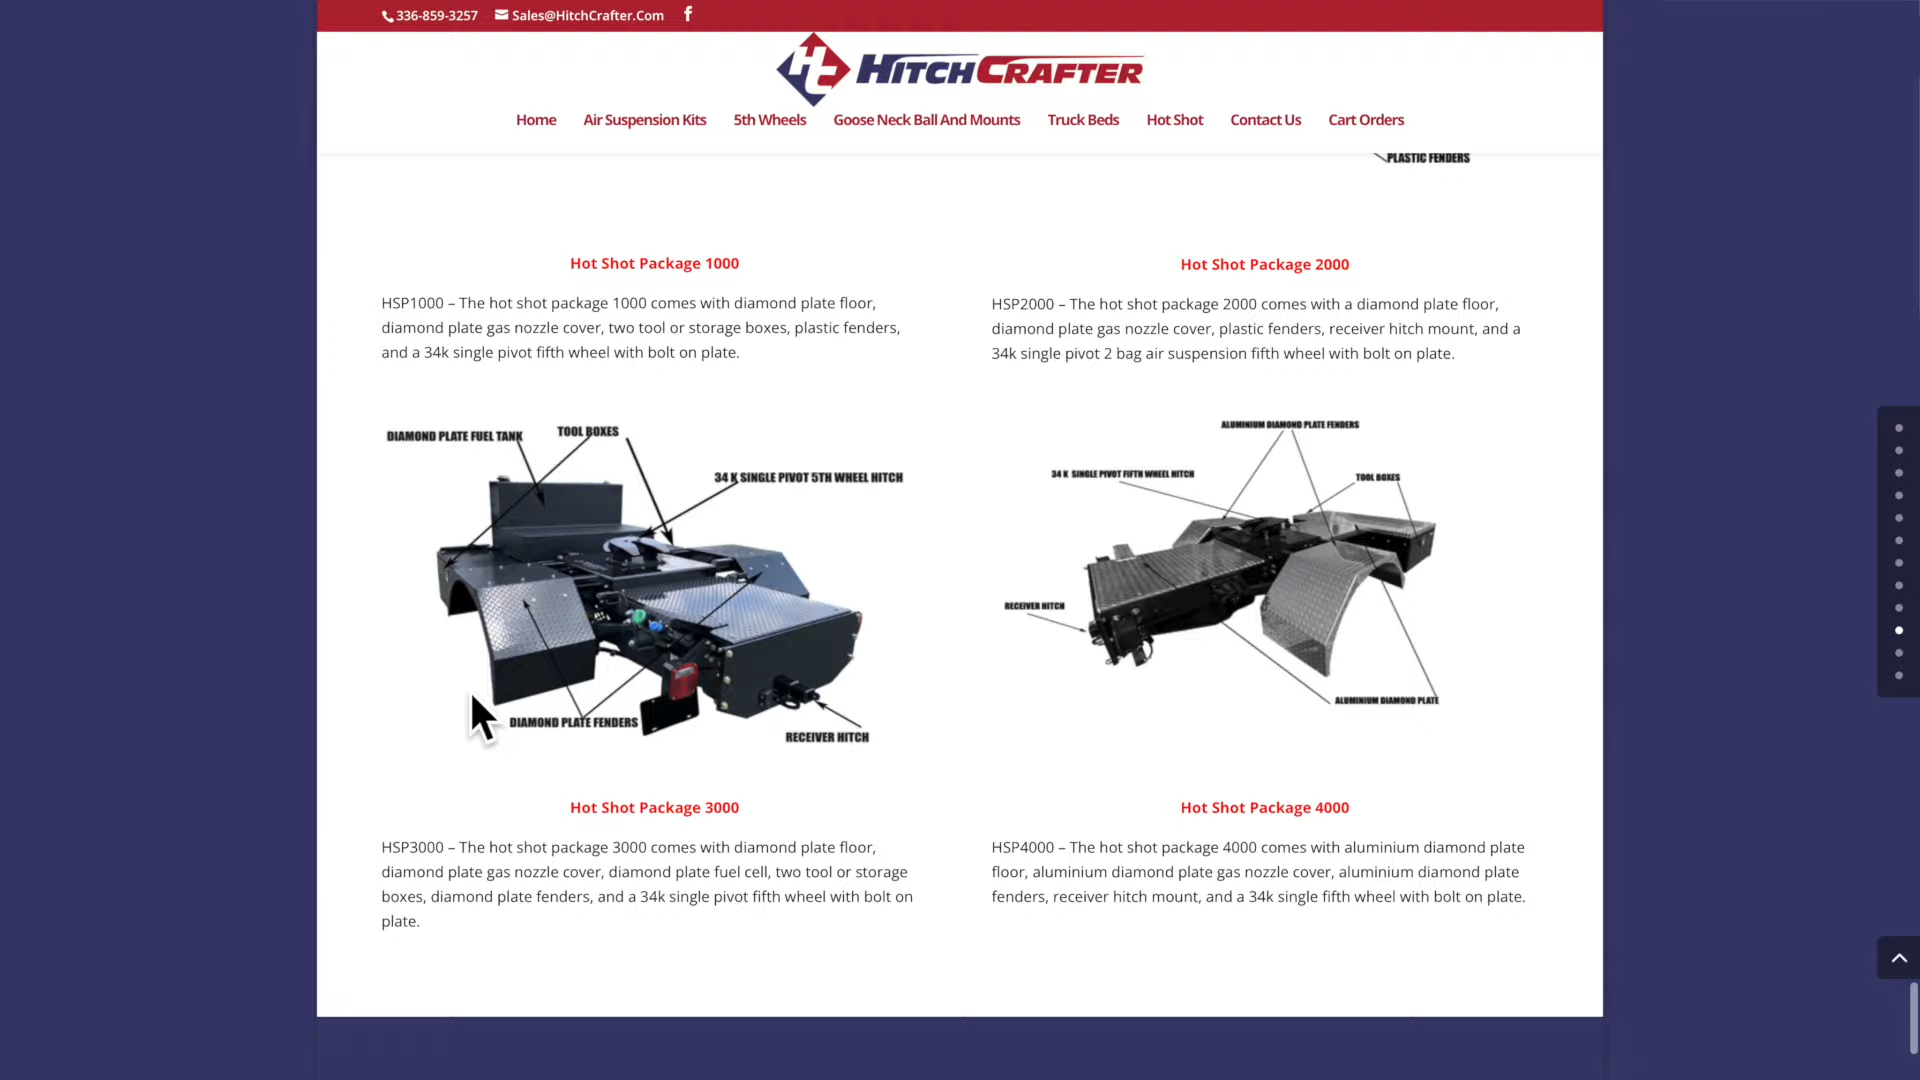 336-859-3257 Sales@HitchCrafter.Com
HC HITCHCRAFTER
Home Air Suspension Kits 5th Wheels Goose Neck Ball And Mounts Truck Beds Hot Shot Contact Us Cart Orders
PLASTIC FENDERS
Hot Shot Package 1000
HSP1000 – The hot shot package 1000 comes with diamond plate floor,
diamond plate gas nozzle cover, two tool or storage boxes, plastic fenders,
and a 34k single pivot fifth wheel with bolt on plate.
Hot Shot Package 2000
HSP2000 – The hot shot package 2000 comes with a diamond plate floor,
diamond plate gas nozzle cover, plastic fenders, receiver hitch mount, and a
34k single pivot 2 bag air suspension fifth wheel with bolt on plate.
DIAMOND PLATE FUEL TANK
TOOL BOXES
34 K SINGLE PIVOT 5TH WHEEL HITCH
DIAMOND PLATE FENDERS
RECEIVER HITCH
ALUMINIUM DIAMOND PLATE FENDERS
34 K SINGLE PIVOT FIFTH WHEEL HITCH
TOOL BOXES
RECEIVER HITCH
ALUMINIUM DIAMOND PLATE
Hot Shot Package 3000
HSP3000 – The hot shot package 3000 comes with diamond plate floor,
diamond plate gas nozzle cover, diamond plate fuel cell, two tool or storage
boxes, diamond plate fenders, and a 34k single pivot fifth wheel with bolt on
plate.
Hot Shot Package 4000
HSP4000 – The hot shot package 4000 comes with aluminium diamond plate
floor, aluminium diamond plate gas nozzle cover, aluminium diamond plate
fenders, receiver hitch mount, and a 34k single fifth wheel with bolt on plate.